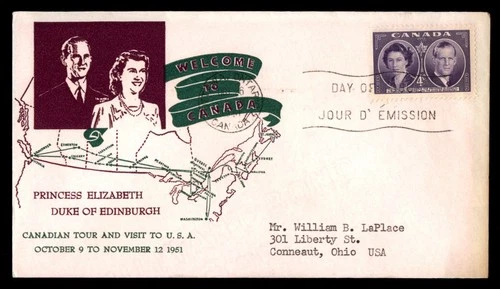 WELCOME
TO
CANADA
CANADA
4
DAY OF
JOUR D' ÉMISSION
PRINCESS ELIZABETH
DUKE OF EDINBURGH
CANADIAN TOUR AND VISIT TO U. S. A.
OCTOBER 9 TO NOVEMBER 12 1951
Mr. William B. LaPlace
301 Liberty St.
Conneaut, Ohio USA